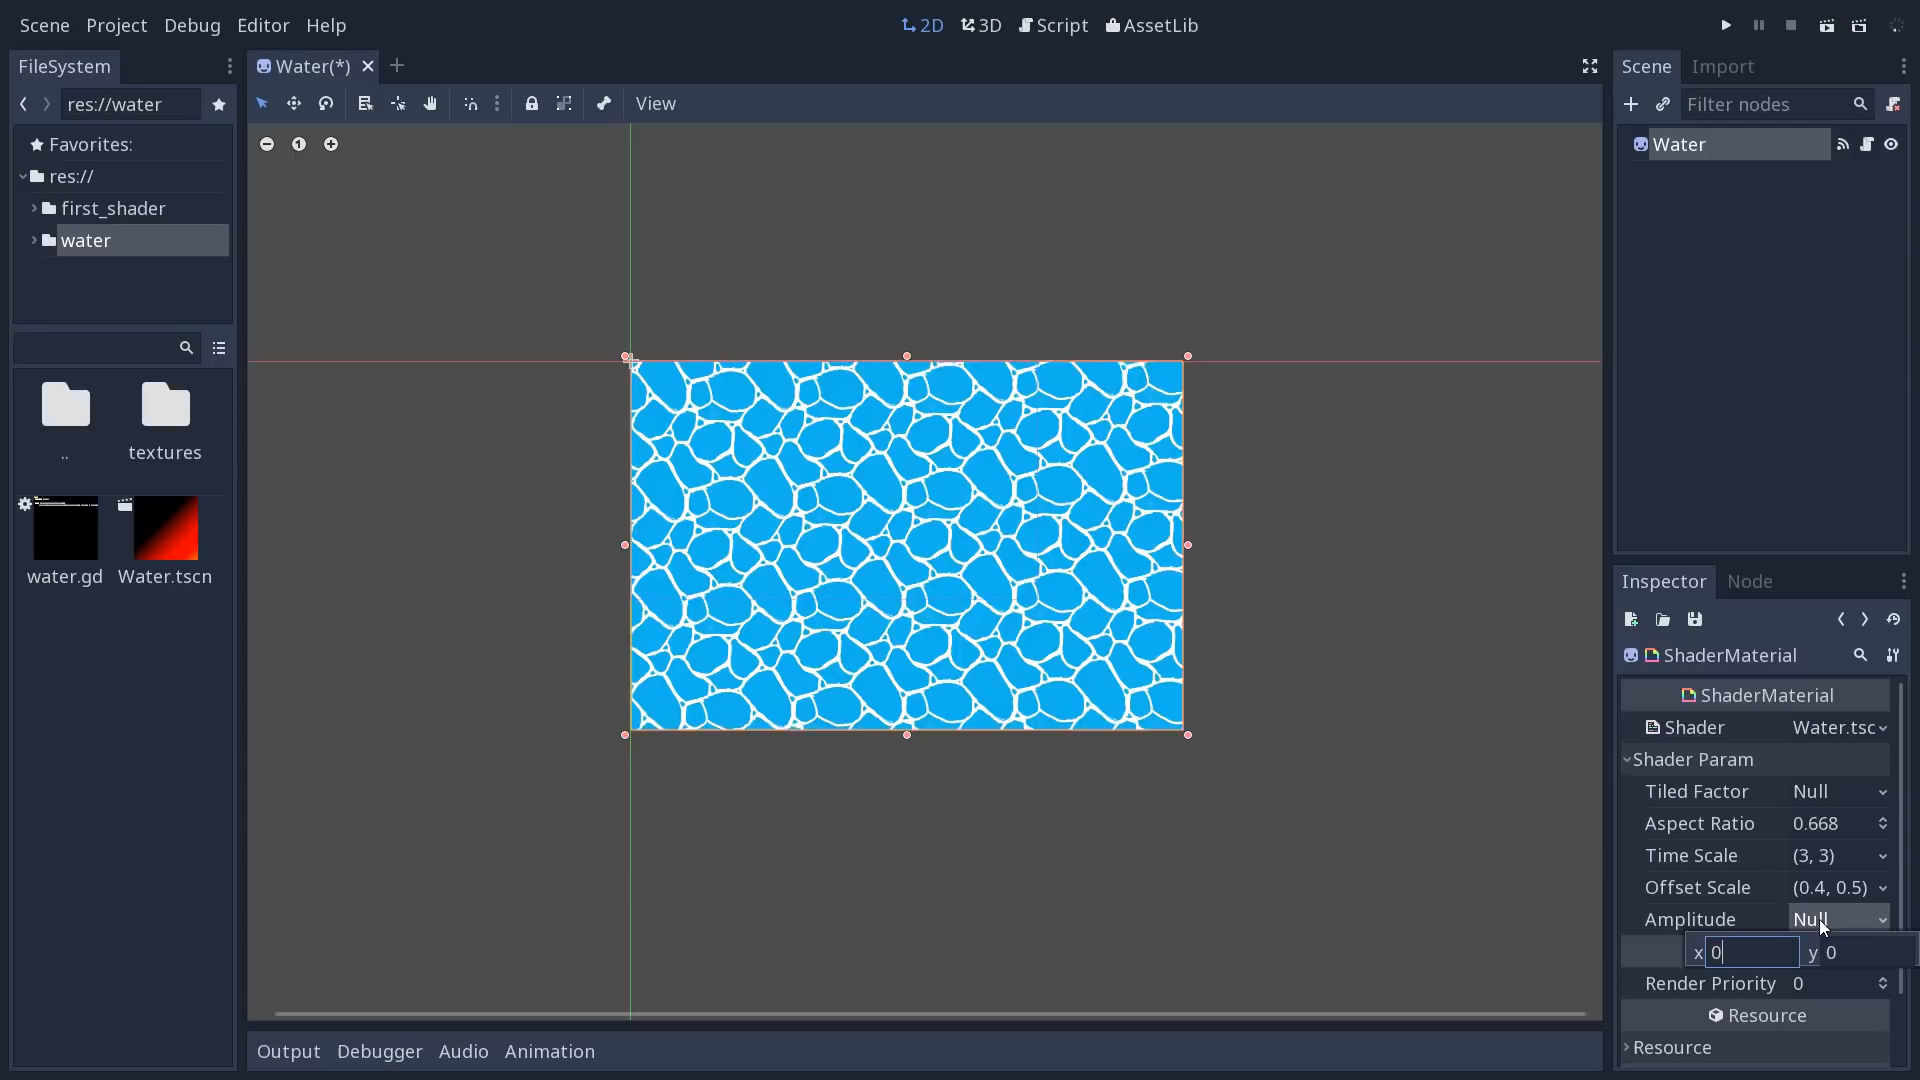 Scene Project Debug Editor Help
2D 3D Script AssetLib
FileSystem
Water(*)
Scene Import
res://water
View
Filter nodes
Favorites:
res://
first_shader
water
1
Water
..
textures
water.gd
Water.tscn
Inspector Node
ShaderMaterial
ShaderMaterial
Shader Water.tsc
Shader Param
Tiled Factor Null
Aspect Ratio 0.668
Time Scale (3, 3)
Offset Scale (0.4, 0.5)
Amplitude Null
x 0 y 0
Render Priority 0
Resource
Resource
Output Debugger Audio Animation